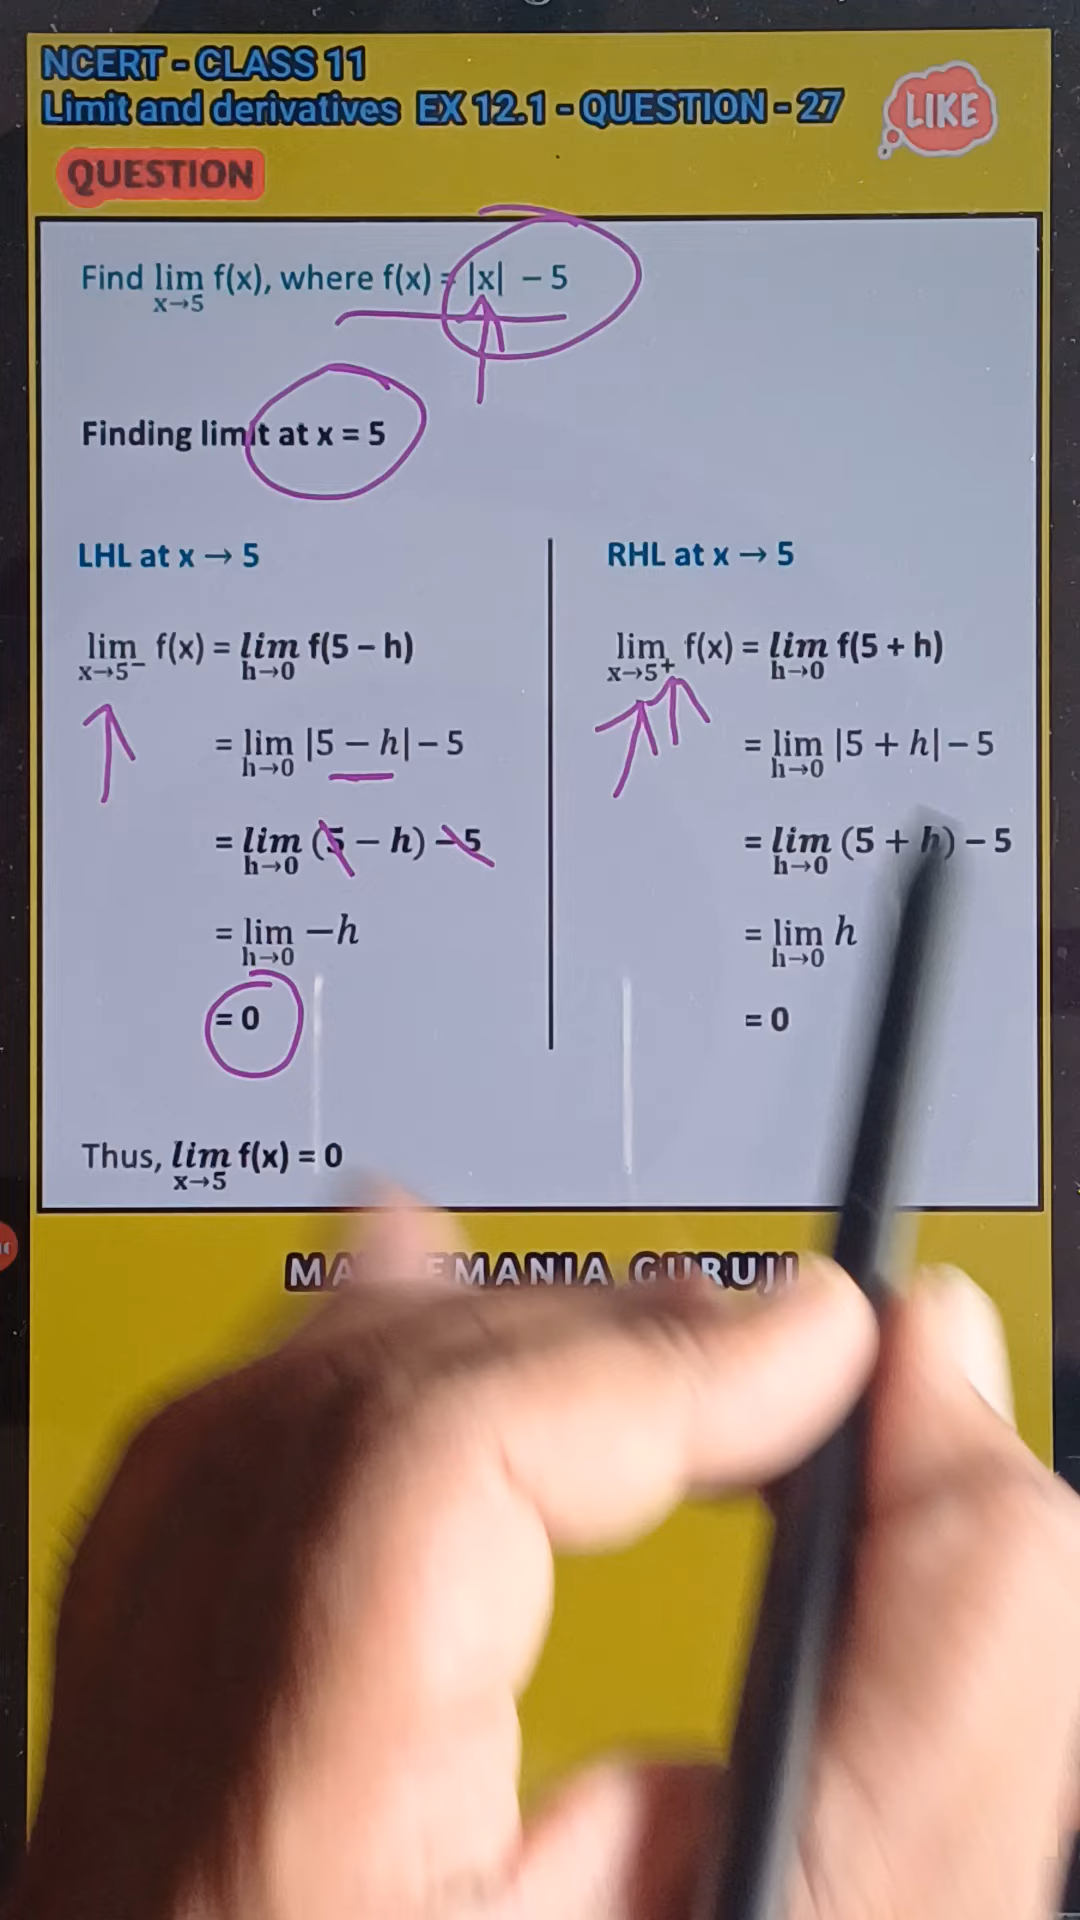 NCERT - CLASS 11
Limit and derivatives EX 12.1 - QUESTION - 27
LIKE
QUESTION
Find lim f(x), where f(x) = |x| − 5
x→5
Finding limit at x = 5
LHL at x → 5
lim f(x) = lim f(5 − h)
x→5⁻ h→0
= lim |5 − h| − 5
h→0
= lim (5 − h) − 5
h→0
= lim −h
h→0
= 0
RHL at x → 5
lim f(x) = lim f(5 + h)
x→5⁺ h→0
= lim |5 + h| − 5
h→0
= lim (5 + h) − 5
h→0
= lim h
h→0
= 0
Thus, lim f(x) = 0
x→5
GURUJI